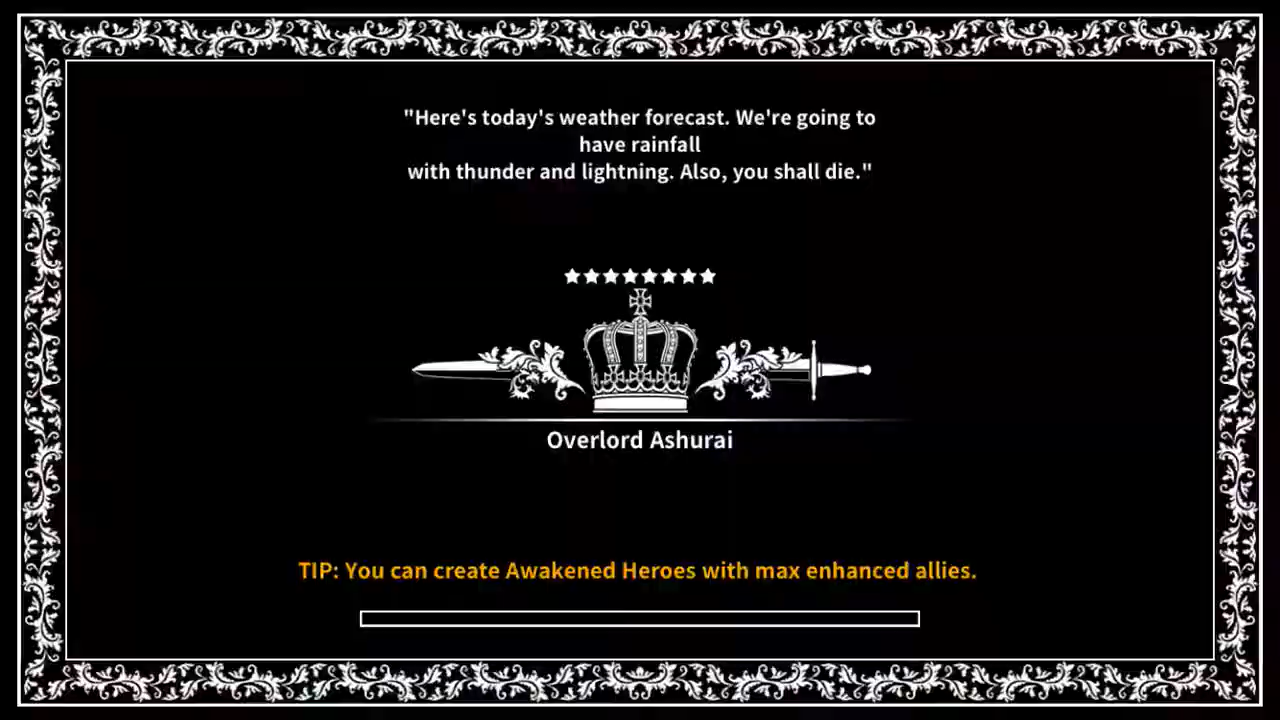 "Here's today's weather forecast. We're going to
have rainfall
with thunder and lightning. Also, you shall die."
Overlord Ashurai
TIP: You can create Awakened Heroes with max enhanced allies.